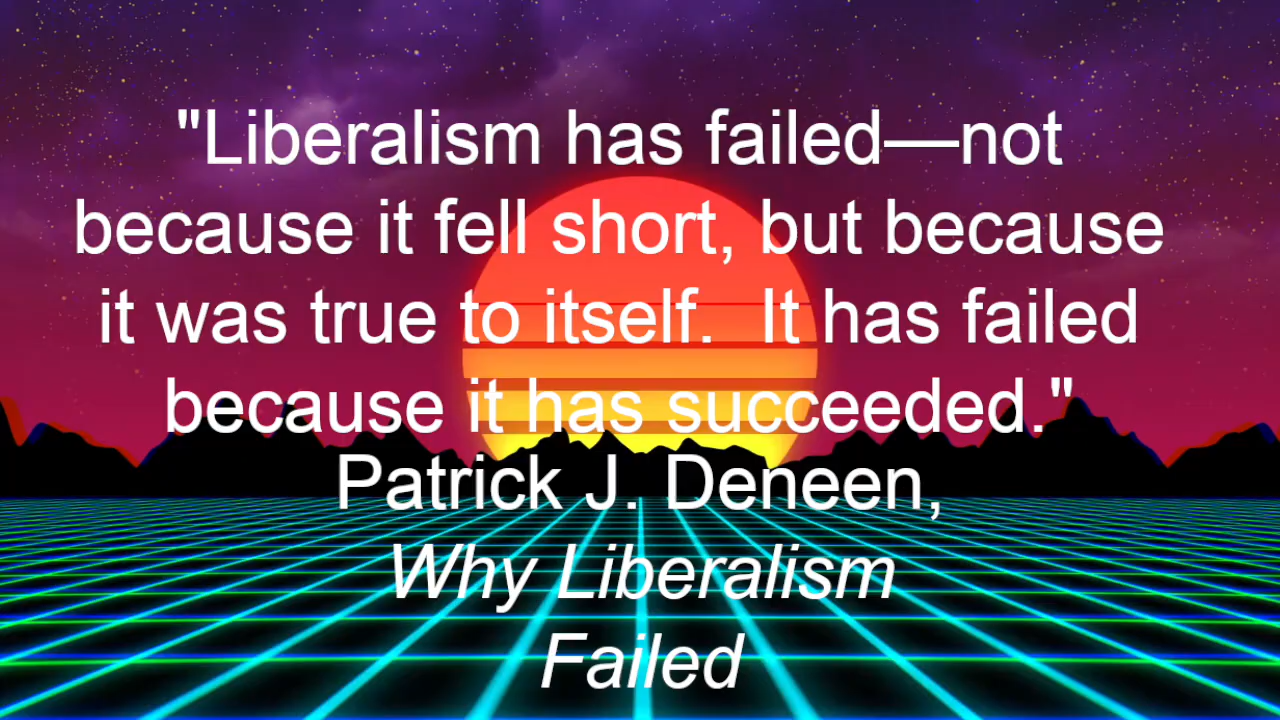 "Liberalism has failed—not
because it fell short, but because
it was true to itself.  It has failed
because it has succeeded."
Patrick J. Deneen,
Why Liberalism
Failed